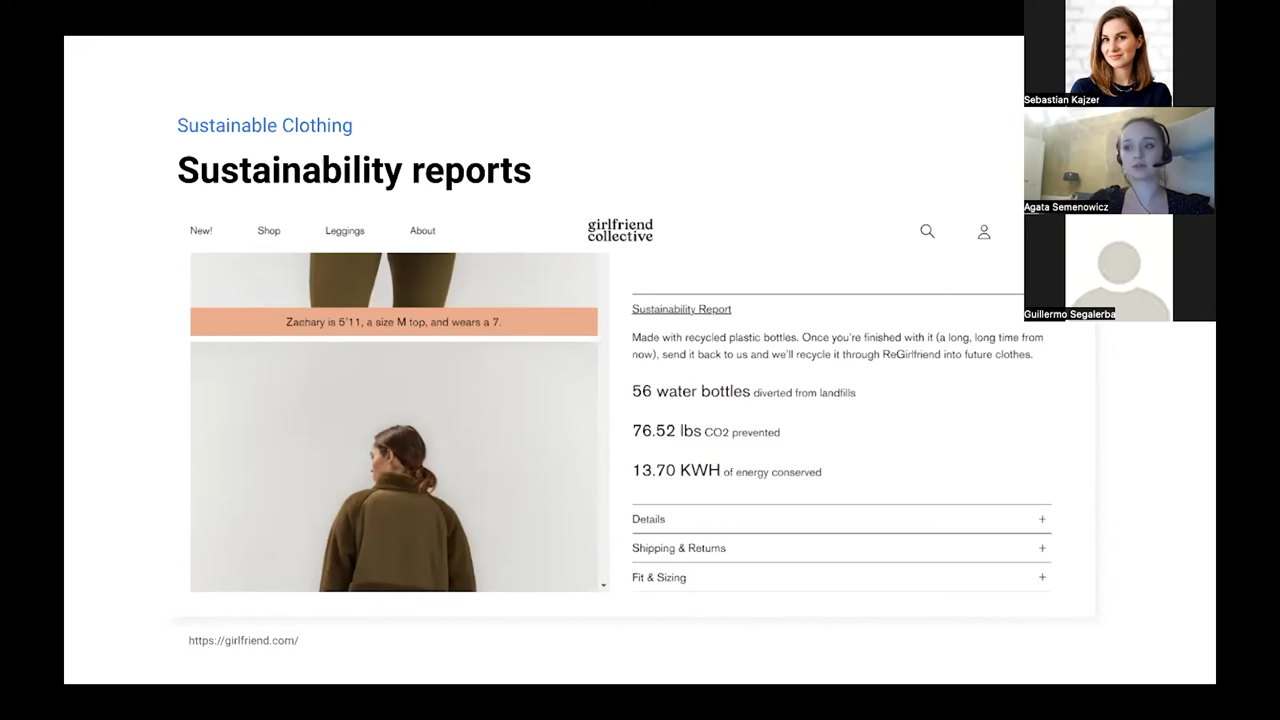 Sustainable Clothing
Sustainability reports
New!
Shop
Leggings
About
girlfriend
collective
Zachary is 5'11, a size M top, and wears a 7.
Sustainability Report
Made with recycled plastic bottles. Once you're finished with it (a long, long time from
now), send it back to us and we'll recycle it through ReGirlfriend into future clothes.
56 water bottles diverted from landfills
76.52 lbs CO2 prevented
13.70 KWH of energy conserved
Details +
Shipping & Returns +
Fit & Sizing +
https://girlfriend.com/
Sebastian Kajzer
Agata Semenowicz
Guillermo Segalerba